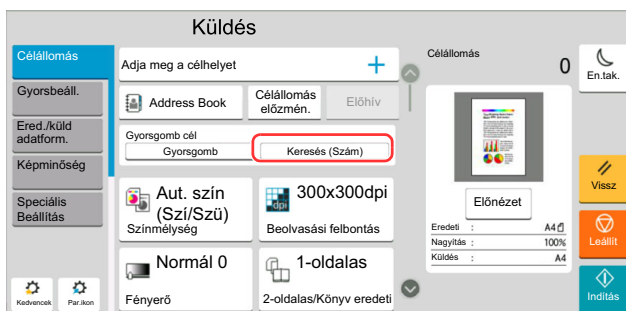 Küldés
Célállomás
Gyorsbeáll.
Ered./küld
adatform.
Képminőség
Speciális
Beállítás
Kedvencek
Par.ikon
Adja meg a célhelyet
Address Book
Célállomás
előzmén.
Előhív
Gyorsgomb cél
Gyorsgomb
Keresés (Szám)
Aut. szín
(Szí/Szü)
Színmélység
dpi
300x300dpi
Beolvasási felbontás
Normál 0
Fényerő
1-oldalas
2-oldalas/Könyv eredeti
Célállomás
0
Előnézet
Eredeti : A4
Nagyítás : 100%
Küldés : A4
En.tak.
Vissz
Leállít
Indítás